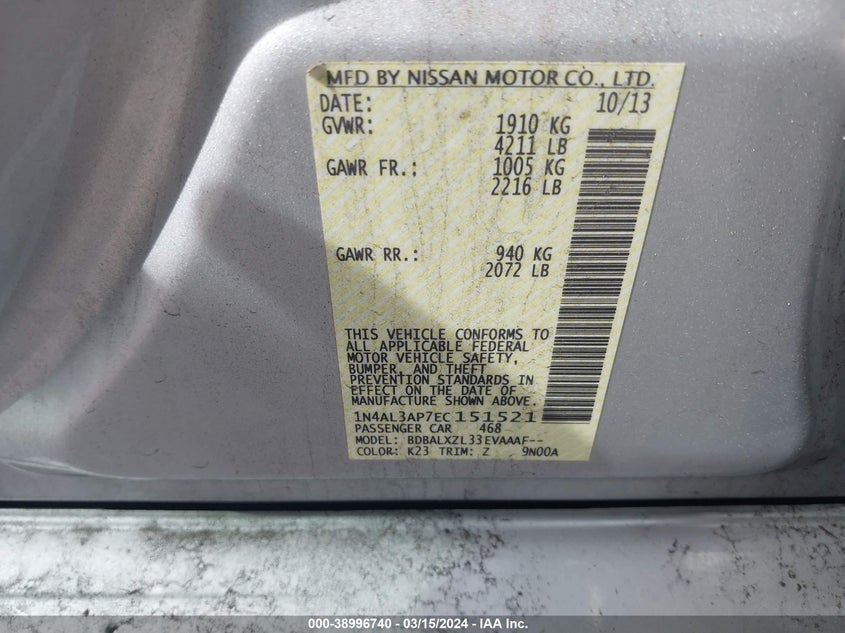 MFD BY NISSAN MOTOR CO., LTD.
DATE: 10/13
GVWR: 1910 KG
4211 LB
GAWR FR.: 1005 KG
2216 LB
GAWR RR.: 940 KG
2072 LB
THIS VEHICLE CONFORMS TO
ALL APPLICABLE FEDERAL
MOTOR VEHICLE SAFETY,
BUMPER, AND THEFT
PREVENTION STANDARDS IN
EFFECT ON THE DATE OF
MANUFACTURE SHOWN ABOVE.
1N4AL3AP7EC151521
PASSENGER CAR 468
MODEL: BDBALXZL33EVAAAF--
COLOR: K23 TRIM: Z 9N00A
000-38996740 - 03/15/2024 - IAA Inc.